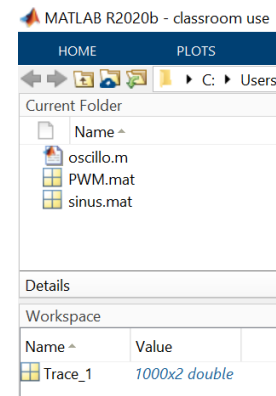 MATLAB R2020b - classroom use
HOME PLOTS
C: Users
Current Folder
Name
oscillo.m
PWM.mat
sinus.mat
Details
Workspace
Name Value
Trace_1 1000x2 double